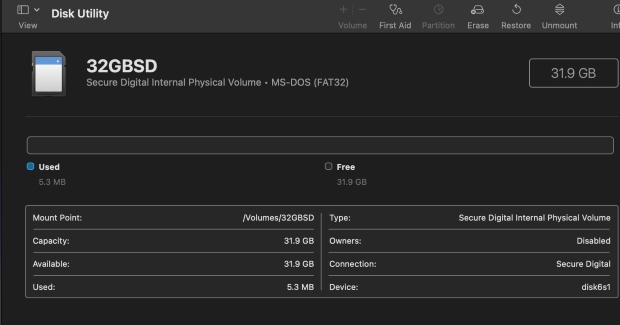 Disk Utility
View
Volume
First Aid
Partition
Erase
Restore
Unmount
32GBSD
Secure Digital Internal Physical Volume • MS-DOS (FAT32)
31.9 GB
Used
5.3 MB
Free
31.9 GB
Mount Point: /Volumes/32GBSD
Capacity: 31.9 GB
Available: 31.9 GB
Used: 5.3 MB
Type: Secure Digital Internal Physical Volume
Owners: Disabled
Connection: Secure Digital
Device: disk6s1